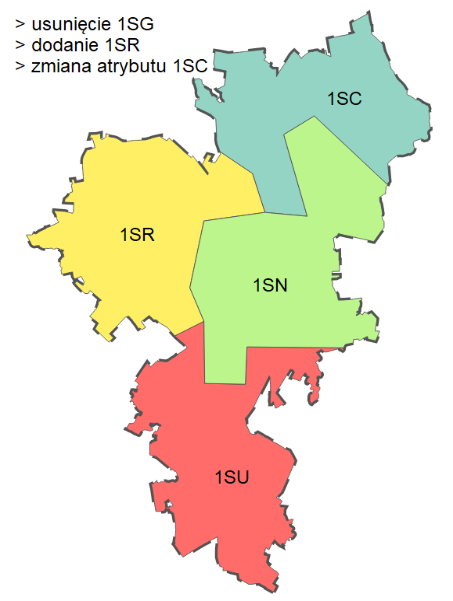 > usunięcie 1SG
> dodanie 1SR
> zmiana atrybutu 1SC
1SC
1SR
1SN
1SU